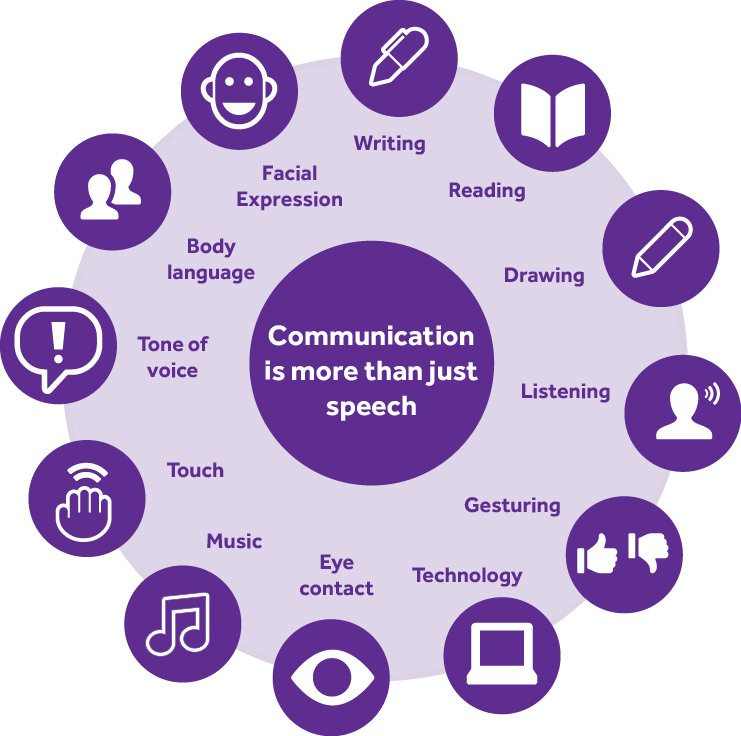 Writing
Facial
Expression
Reading
Body
language
Drawing
Communication
is more than just
speech
Tone of
voice
Listening
Touch
Gesturing
Music
Eye
contact
Technology